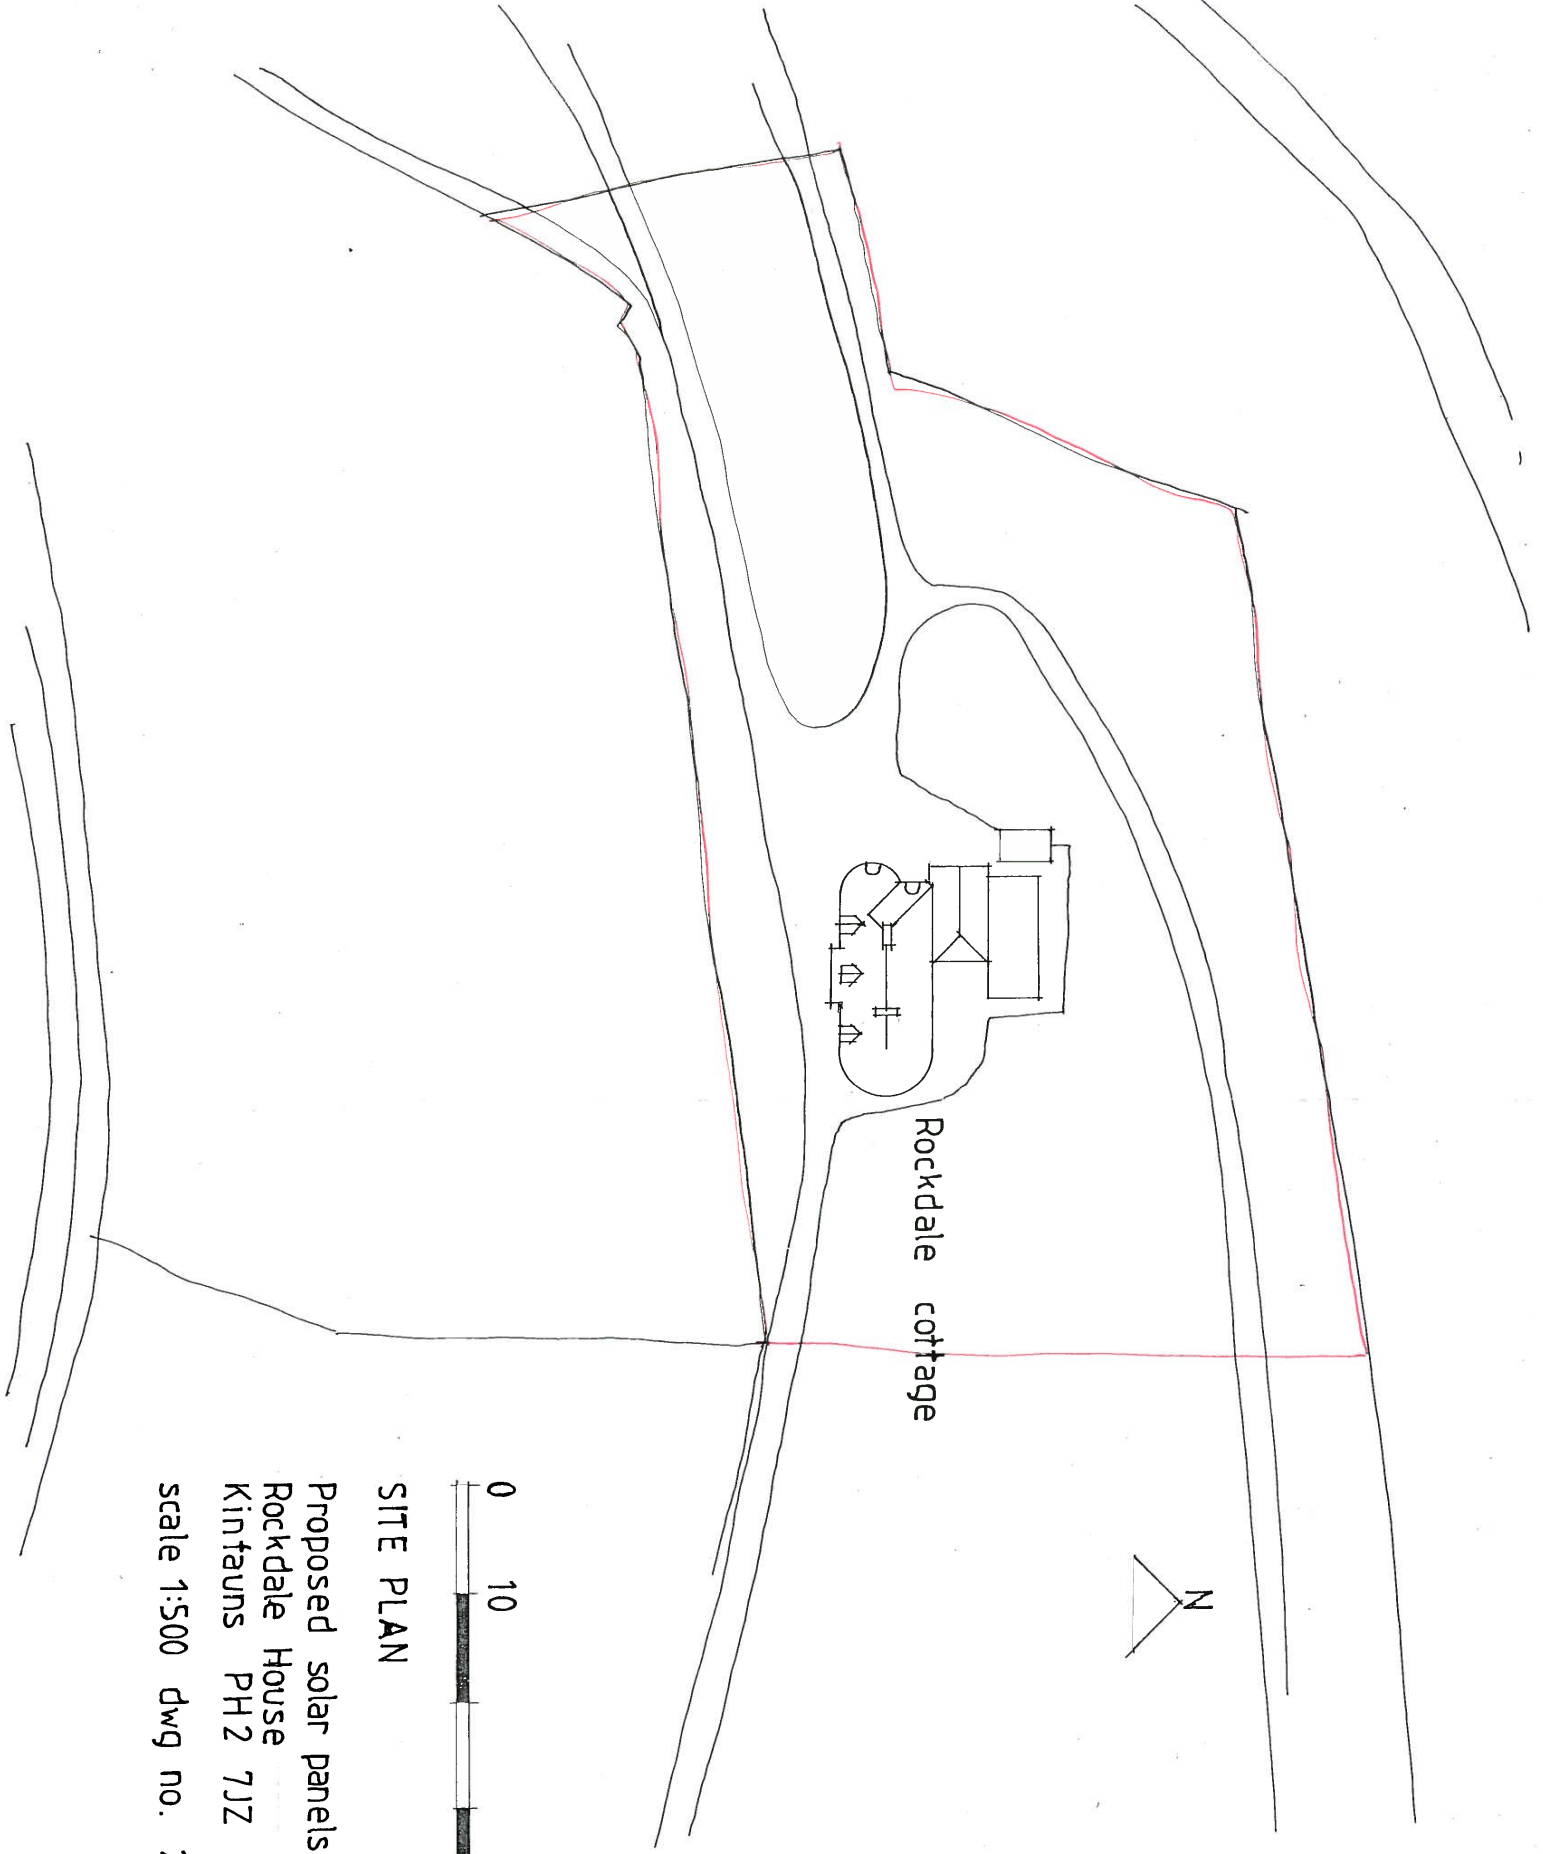 Rockdale cottage
N
0 10
SITE PLAN
Proposed solar panels
Rockdale House
Kinfauns PH2 7JZ
scale 1:500 dwg no.